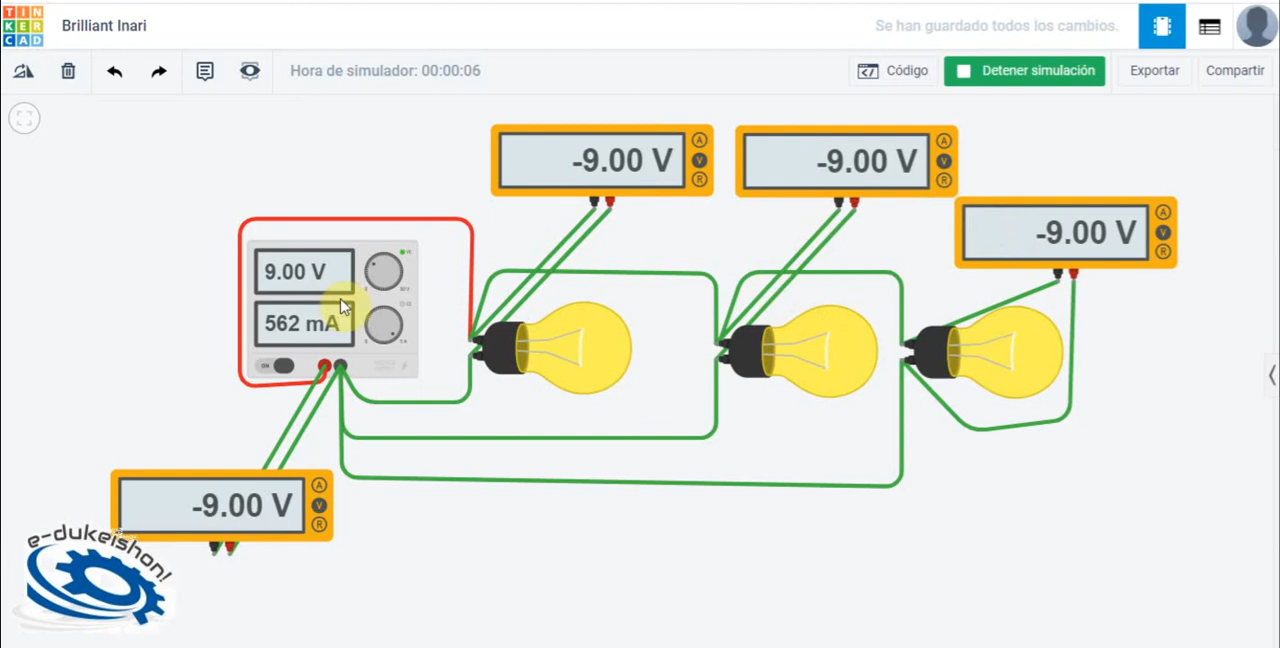 TIN
KER
CAD
Brilliant Inari
Se han guardado todos los cambios.
Hora de simulador: 00:00:06
Código
Detener simulación
Exportar
Compartir
-9.00 V
A
V
R
-9.00 V
A
V
R
-9.00 V
A
V
R
9.00 V
562 mA
ON
-9.00 V
A
V
R
e-dukeishon!